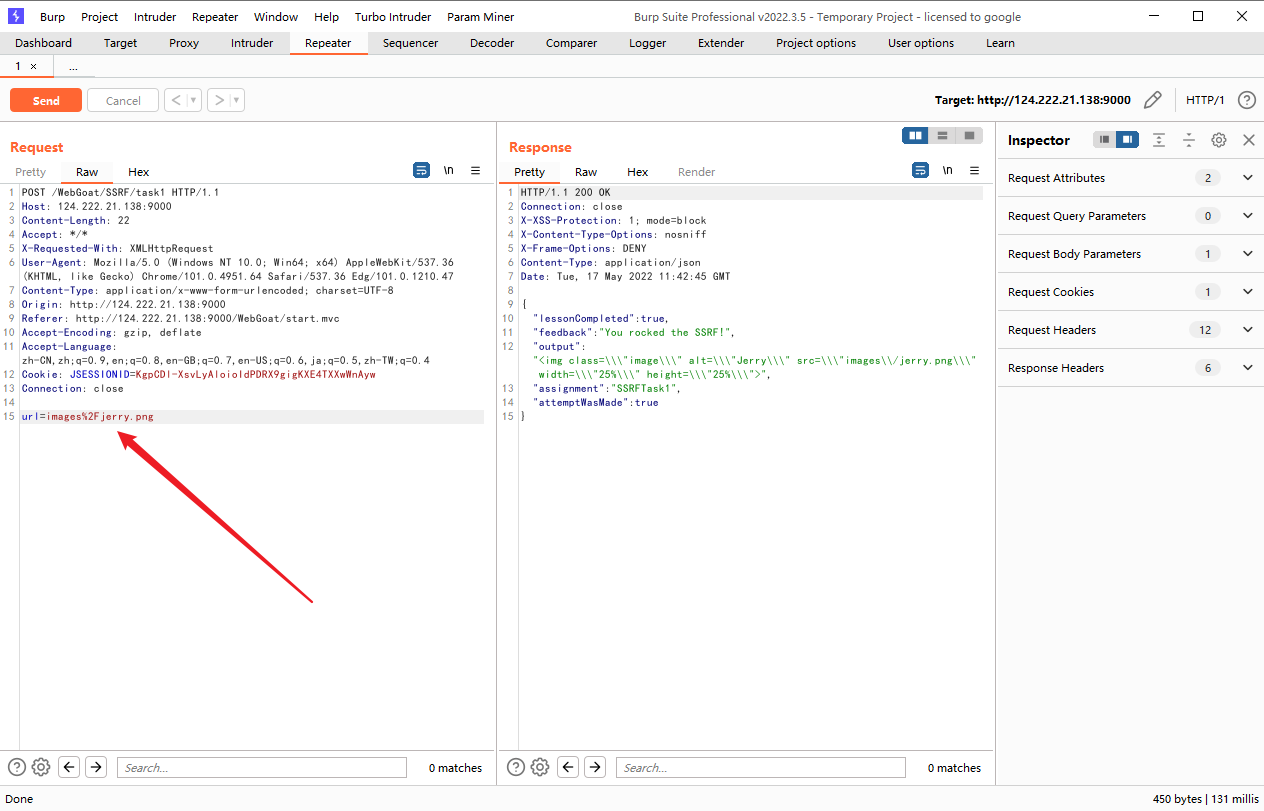 Burp Project Intruder Repeater Window Help Turbo Intruder Param Miner Burp Suite Professional v2022.3.5 - Temporary Project - licensed to google
Dashboard Target Proxy Intruder Repeater Sequencer Decoder Comparer Logger Extender Project options User options Learn
1 × ...
Send Cancel < > Target: http://124.222.21.138:9000 HTTP/1 ?
Request
Pretty Raw Hex \n
1 POST /WebGoat/SSRF/task1 HTTP/1.1
2 Host: 124.222.21.138:9000
3 Content-Length: 22
4 Accept: */*
5 X-Requested-With: XMLHttpRequest
6 User-Agent: Mozilla/5.0 (Windows NT 10.0; Win64; x64) AppleWebKit/537.36
(KHTML, like Gecko) Chrome/101.0.4951.64 Safari/537.36 Edg/101.0.1210.47
7 Content-Type: application/x-www-form-urlencoded; charset=UTF-8
8 Origin: http://124.222.21.138:9000
9 Referer: http://124.222.21.138:9000/WebGoat/start.mvc
10 Accept-Encoding: gzip, deflate
11 Accept-Language:
zh-CN,zh;q=0.9,en;q=0.8,en-GB;q=0.7,en-US;q=0.6,ja;q=0.5,zh-TW;q=0.4
12 Cookie: JSESSIONID=
13 Connection: close
14
15 url=images%2Fjerry.png
? Search... 0 matches
Response
Pretty Raw Hex Render \n
1 HTTP/1.1 200 OK
2 Connection: close
3 X-XSS-Protection: 1; mode=block
4 X-Content-Type-Options: nosniff
5 X-Frame-Options: DENY
6 Content-Type: application/json
7 Date: Tue, 17 May 2022 11:42:45 GMT
8
9 {
10 "lessonCompleted":true,
11 "feedback":"You rocked the SSRF!",
12 "output":
"<img class=\\\"image\\\" alt=\\\"Jerry\\\" src=\\\"images\\/jerry.png\\\"
width=\\\"25%\\\" height=\\\"25%\\\">",
13 "assignment":"SSRFTask1",
14 "attemptWasMade":true
15 }
? Search... 0 matches
Inspector
Request Attributes 2
Request Query Parameters 0
Request Body Parameters 1
Request Cookies 1
Request Headers 12
Response Headers 6
Done 450 bytes | 131 millis